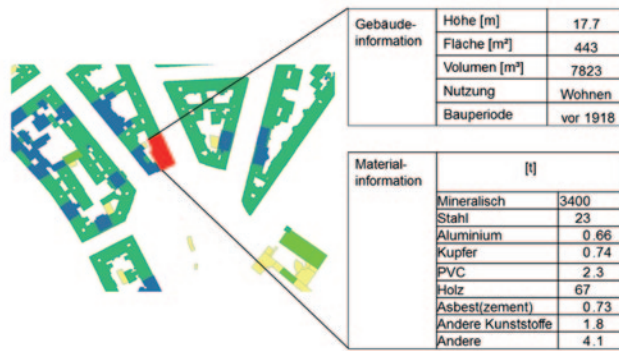 Gebäude-
information
Höhe [m] 17.7
Fläche [m²] 443
Volumen [m³] 7823
Nutzung Wohnen
Bauperiode vor 1918
Material-
information
[t]
Mineralisch 3400
Stahl 23
Aluminium 0.66
Kupfer 0.74
PVC 2.3
Holz 67
Asbest(zement) 0.73
Andere Kunststoffe 1.8
Andere 4.1